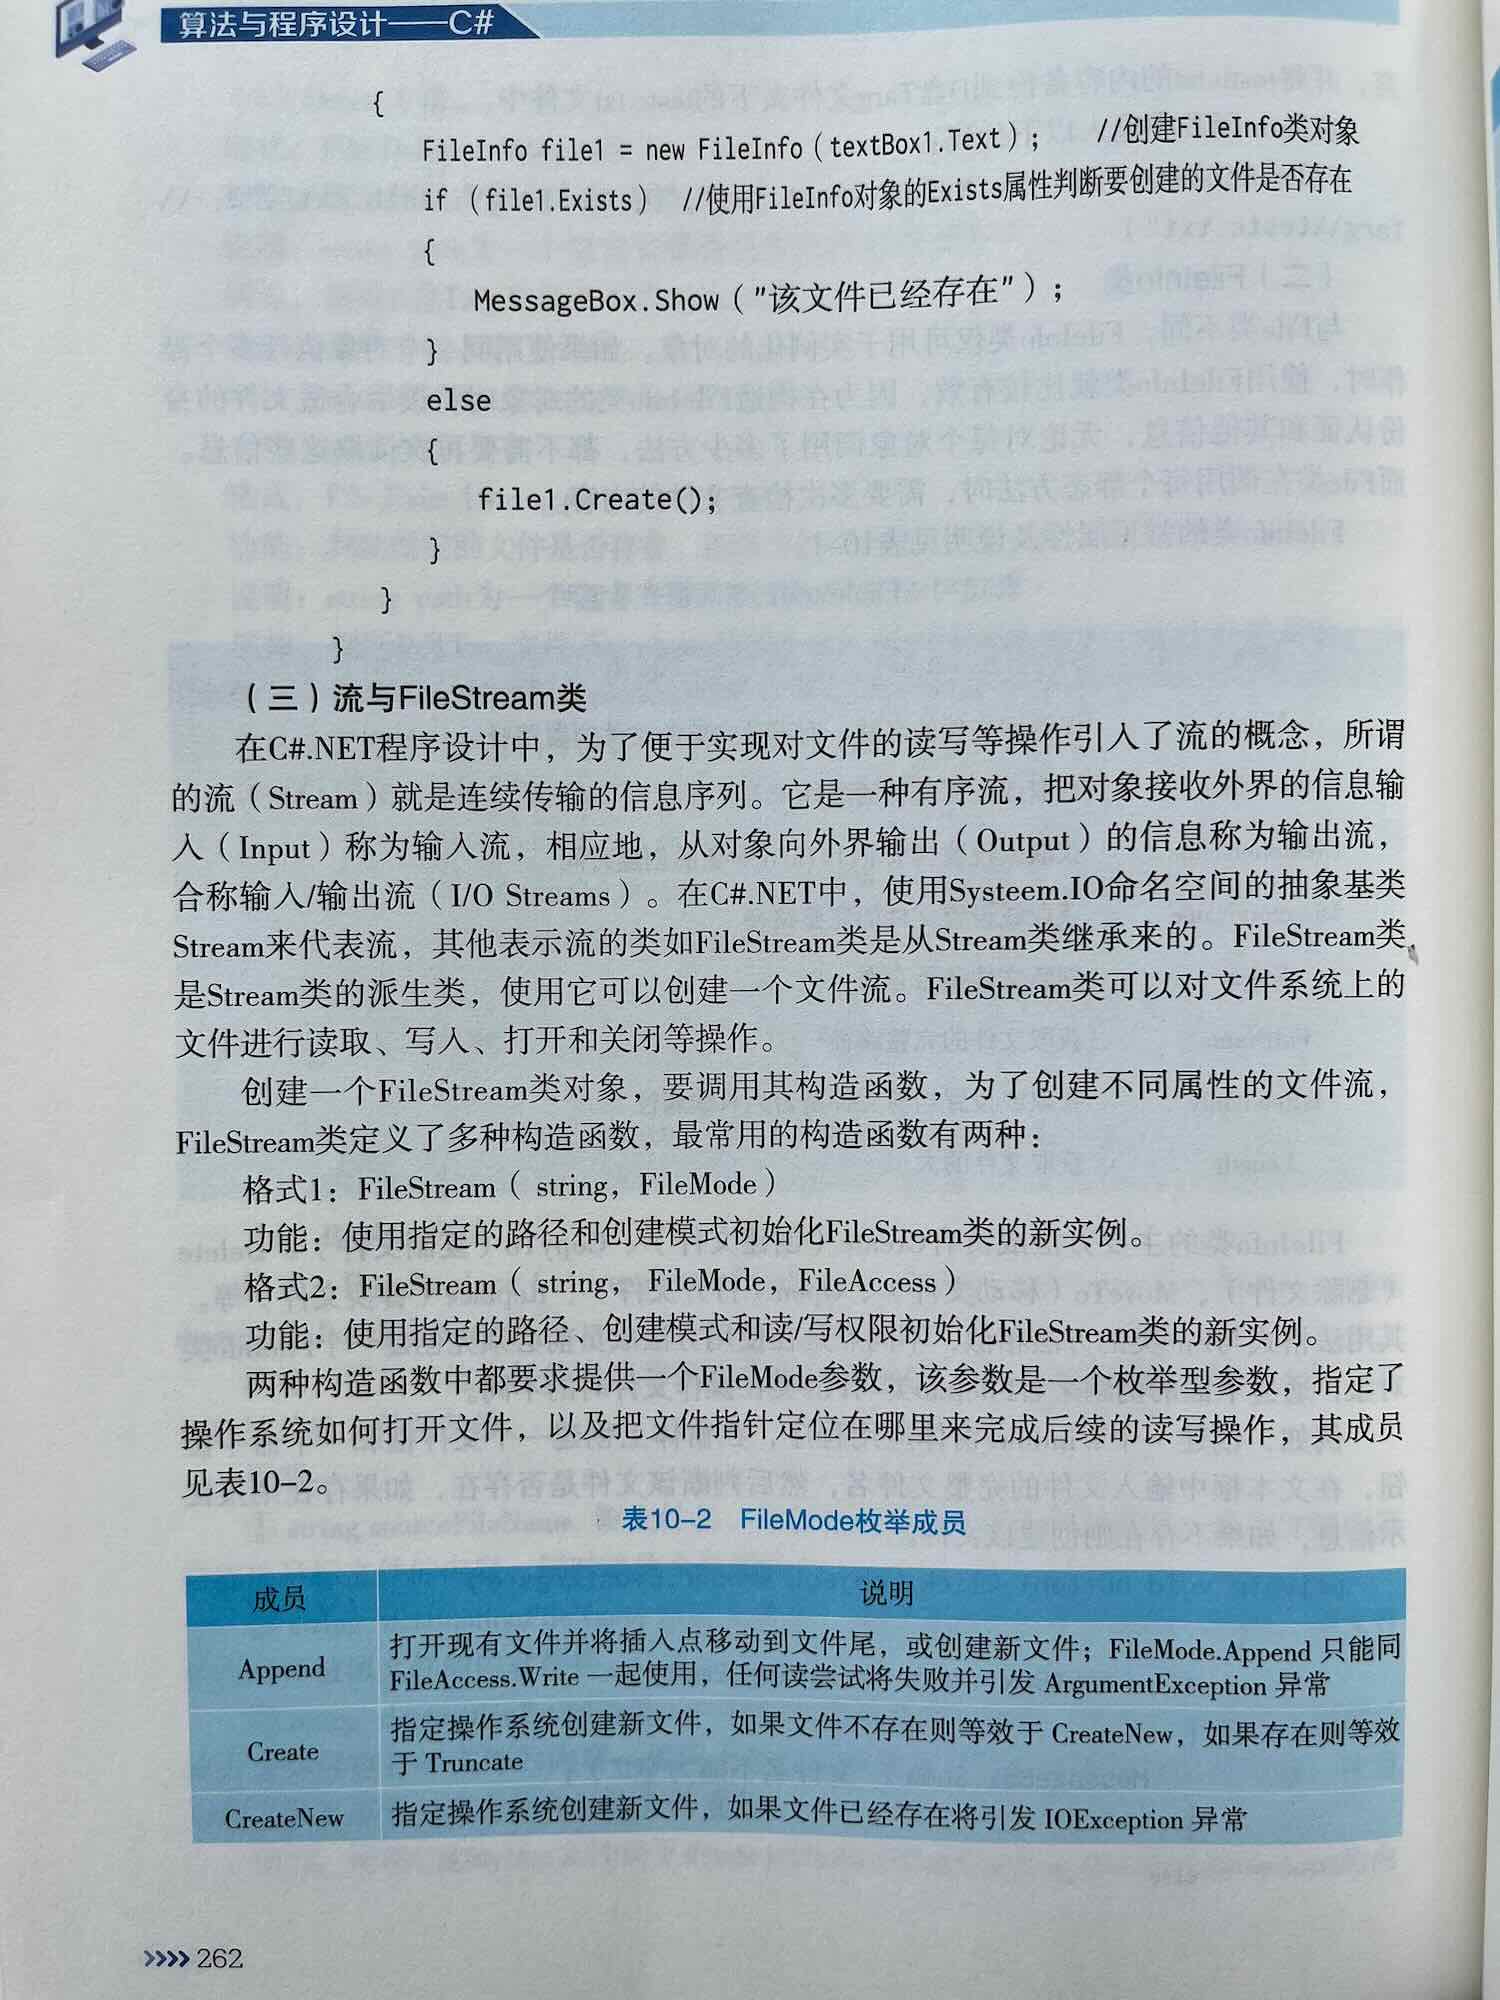 算法与程序设计——C#
{
FileInfo file1 = new FileInfo（textBox1.Text）; //创建FileInfo类对象
if （file1.Exists） //使用FileInfo对象的Exists属性判断要创建的文件是否存在
{
MessageBox.Show（"该文件已经存在"）;
}
else
{
file1.Create();
}
}
}
（三）流与FileStream类
在C#.NET程序设计中，为了便于实现对文件的读写等操作引入了流的概念，所谓
的流（Stream）就是连续传输的信息序列。它是一种有序流，把对象接收外界的信息输
入（Input）称为输入流，相应地，从对象向外界输出（Output）的信息称为输出流，
合称输入/输出流（I/O Streams）。在C#.NET中，使用Systeem.IO命名空间的抽象基类
Stream来代表流，其他表示流的类如FileStream类是从Stream类继承来的。FileStream类
是Stream类的派生类，使用它可以创建一个文件流。FileStream类可以对文件系统上的
文件进行读取、写入、打开和关闭等操作。
创建一个FileStream类对象，要调用其构造函数，为了创建不同属性的文件流，
FileStream类定义了多种构造函数，最常用的构造函数有两种：
格式1：FileStream（ string，FileMode）
功能：使用指定的路径和创建模式初始化FileStream类的新实例。
格式2：FileStream（ string， FileMode，FileAccess）
功能：使用指定的路径、创建模式和读/写权限初始化FileStream类的新实例。
两种构造函数中都要求提供一个FileMode参数，该参数是一个枚举型参数，指定了
操作系统如何打开文件，以及把文件指针定位在哪里来完成后续的读写操作，其成员
见表10-2。
表10-2 FileMode枚举成员
成员 说明
Append 打开现有文件并将插入点移动到文件尾，或创建新文件；FileMode.Append 只能同
FileAccess.Write 一起使用，任何读尝试将失败并引发 ArgumentException 异常
Create 指定操作系统创建新文件，如果文件不存在则等效于 CreateNew，如果存在则等效
于 Truncate
CreateNew 指定操作系统创建新文件，如果文件已经存在将引发 IOException 异常
»»262